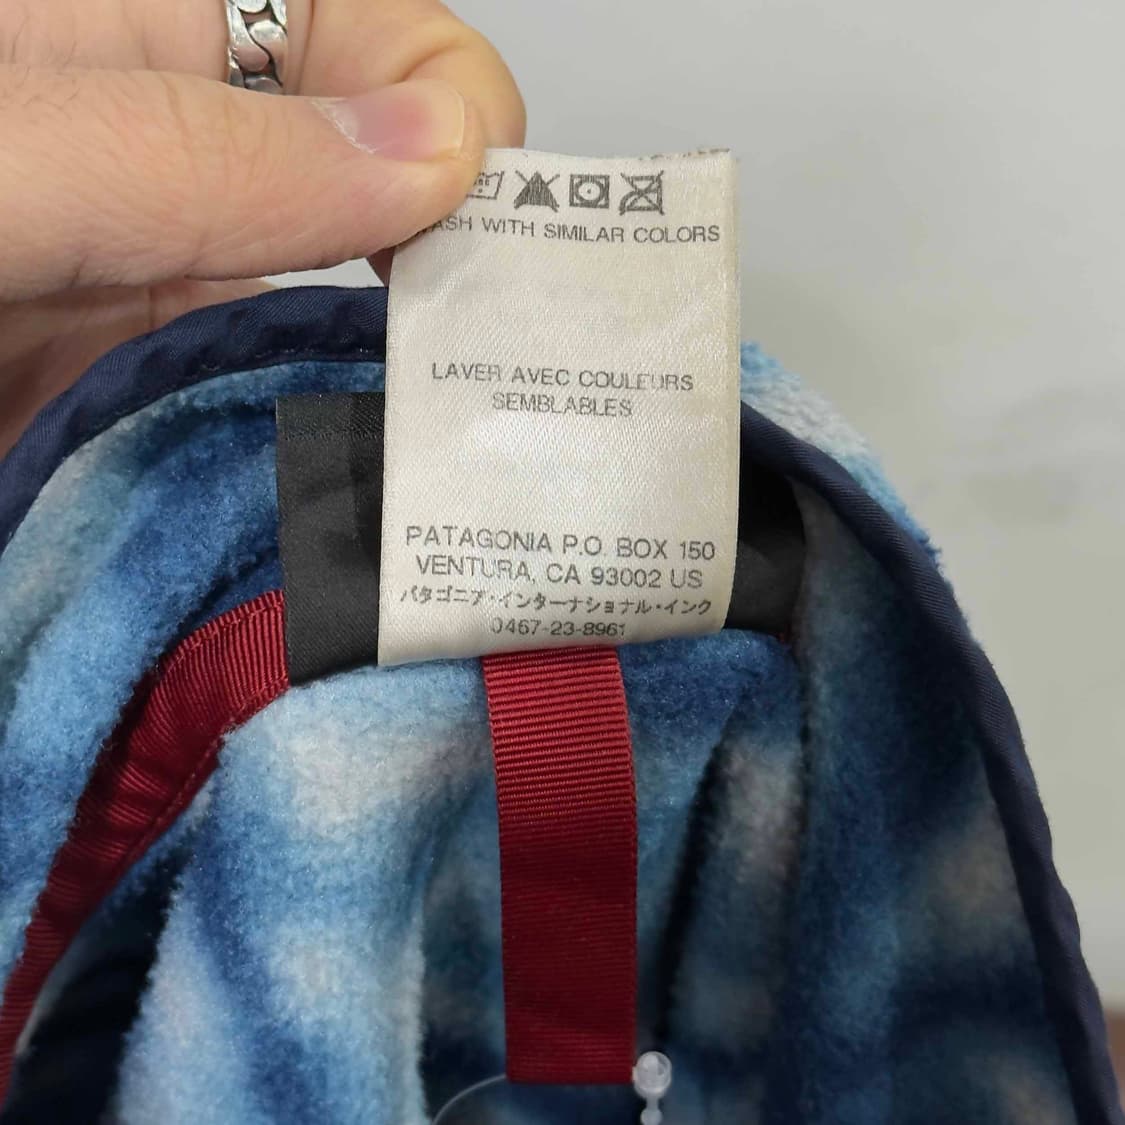 WASH WITH SIMILAR COLORS
LAVER AVEC COULEURS
SEMBLABLES
PATAGONIA P.O. BOX 150
VENTURA, CA 93002 US
パタゴニア・インターナショナル・インク
0467-23-8961